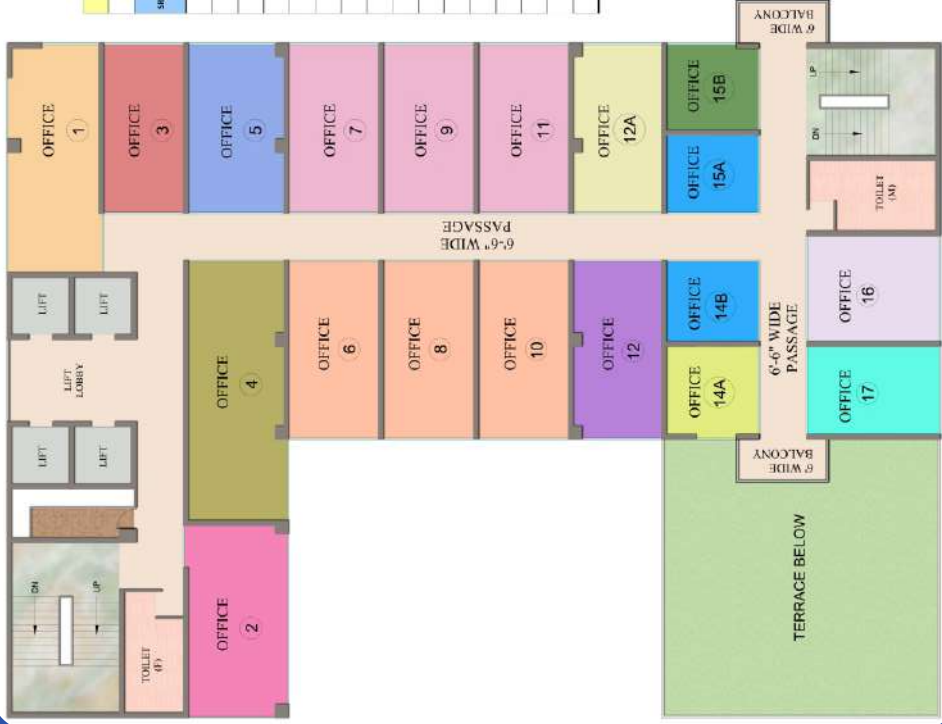 6' WIDE
BALCONY
OFFICE
1
OFFICE
3
OFFICE
5
OFFICE
7
OFFICE
9
OFFICE
11
OFFICE
12A
OFFICE
15B
OFFICE
15A
UP
DN
TOILET
(M)
6'-6" WIDE
PASSAGE
LIFT
LIFT
LIFT
LOBBY
LIFT
LIFT
OFFICE
4
OFFICE
6
OFFICE
8
OFFICE
10
OFFICE
12
OFFICE
14B
OFFICE
14A
6'-6" WIDE
PASSAGE
OFFICE
16
OFFICE
17
6' WIDE
BALCONY
DN
UP
TOILET
(F)
OFFICE
2
TERRACE BELOW